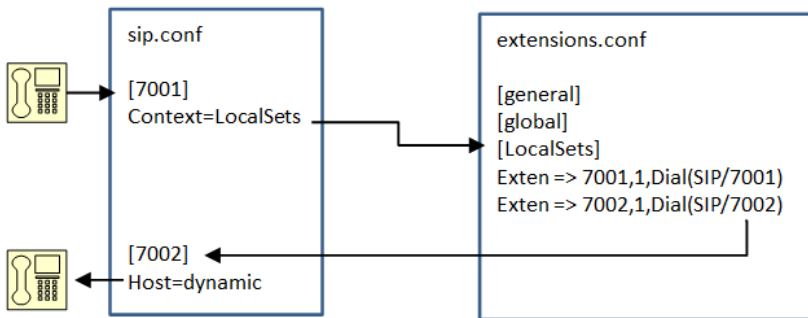 sip.conf
[7001]
Context=LocalSets
[7002]
Host=dynamic
extensions.conf
[general]
[global]
[LocalSets]
Exten => 7001,1,Dial(SIP/7001)
Exten => 7002,1,Dial(SIP/7002)